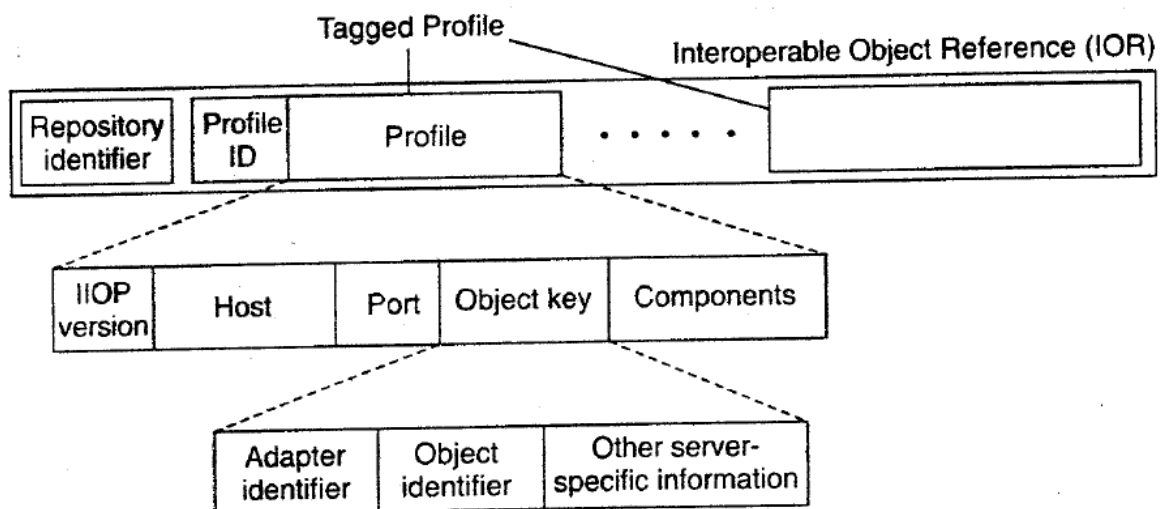 Tagged Profile
Interoperable Object Reference (IOR)
Repository
identifier
Profile
ID
Profile
IIOP
version
Host
Port
Object key
Components
Adapter
identifier
Object
identifier
Other server-
specific information